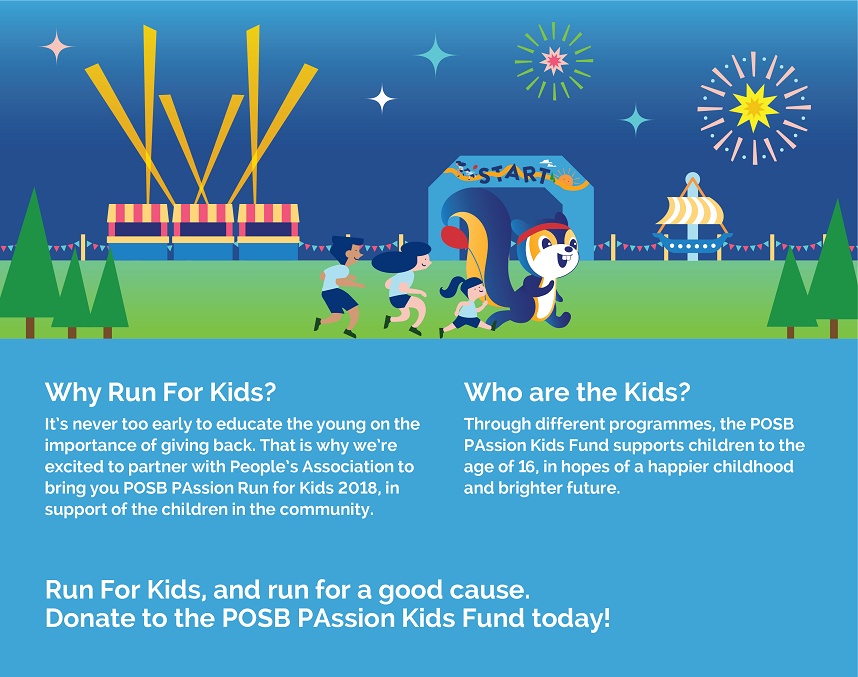 START
Why Run For Kids?
It's never too early to educate the young on the
importance of giving back. That is why we're
excited to partner with People's Association to
bring you POSB PAssion Run for Kids 2018, in
support of the children in the community.
Who are the Kids?
Through different programmes, the POSB
PAssion Kids Fund supports children to the
age of 16, in hopes of a happier childhood
and brighter future.
Run For Kids, and run for a good cause.
Donate to the POSB PAssion Kids Fund today!